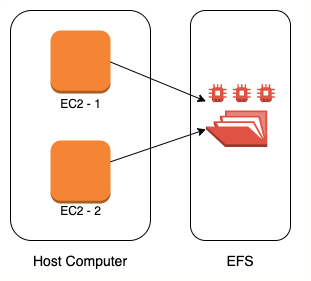 EC2 - 1
EC2 - 2
Host Computer
EFS